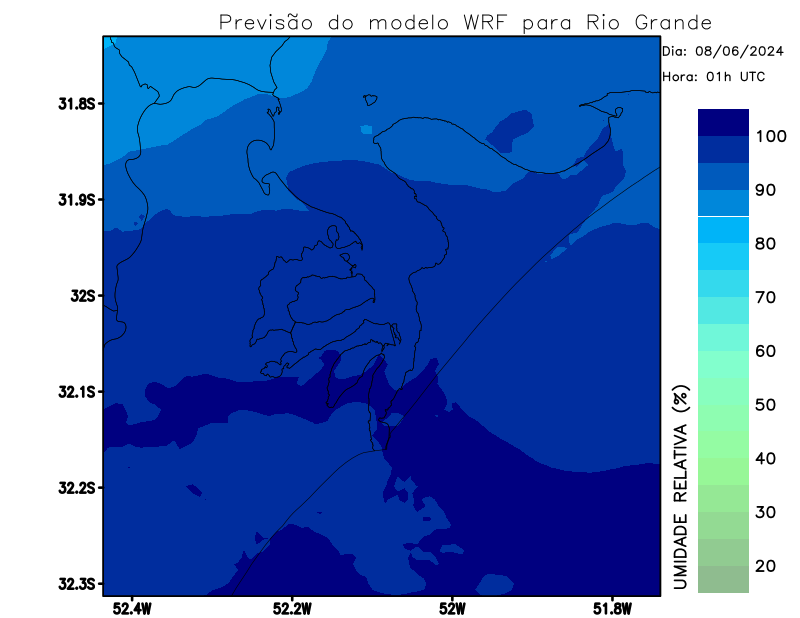 Previsão do modelo WRF para Rio Grande
Dia: 08/06/2024
Hora: 01h UTC
31.8S
31.9S
32S
32.1S
32.2S
32.3S
52.4W
52.2W
52W
51.8W
100
90
80
70
60
50
40
30
20
UMIDADE RELATIVA (%)